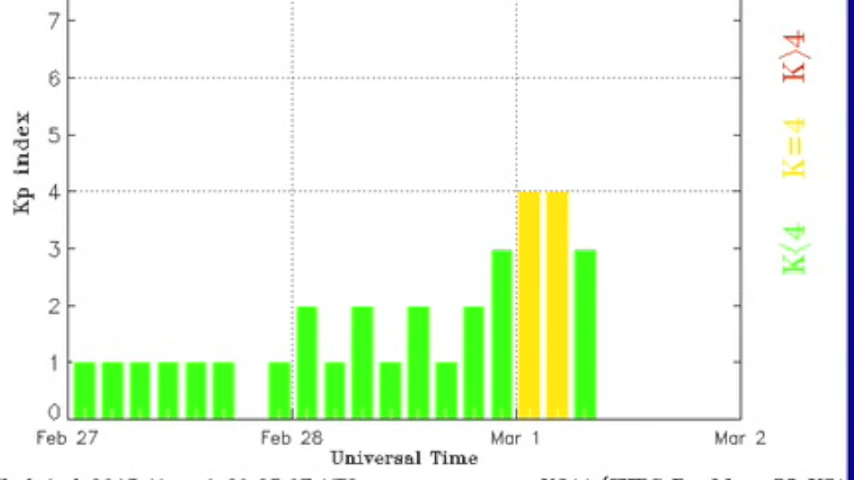 7
6
5
4
3
2
1
0
Kp index
Feb 27
Feb 28
Mar 1
Mar 2
Universal Time
K>4
K=4
K<4